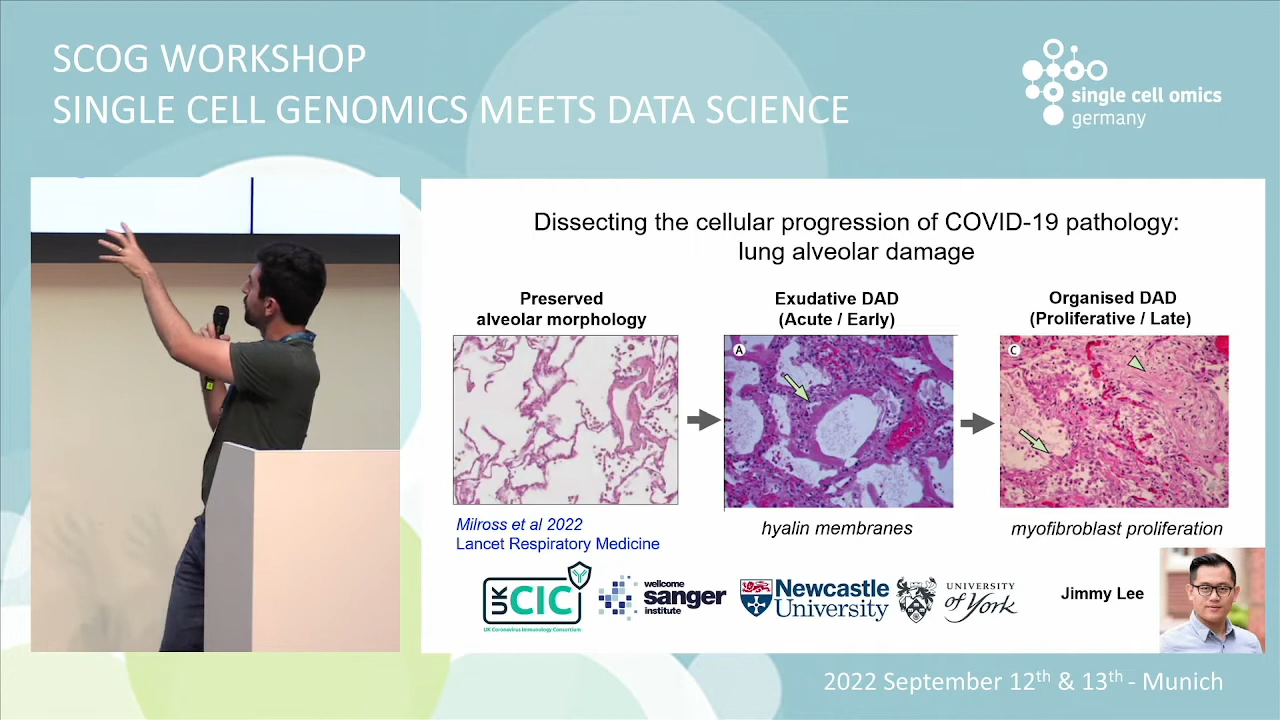 SCOG WORKSHOP
SINGLE CELL GENOMICS MEETS DATA SCIENCE
single cell omics
germany
Dissecting the cellular progression of COVID-19 pathology:
lung alveolar damage
Preserved
alveolar morphology
Exudative DAD
(Acute / Early)
Organised DAD
(Proliferative / Late)
A
C
Milross et al 2022
Lancet Respiratory Medicine
hyalin membranes
myofibroblast proliferation
UK
CIC
UK Coronavirus Immunology Consortium
wellcome
sanger
institute
Newcastle
University
UNIVERSITY
of York
Jimmy Lee
2022 September 12th & 13th - Munich